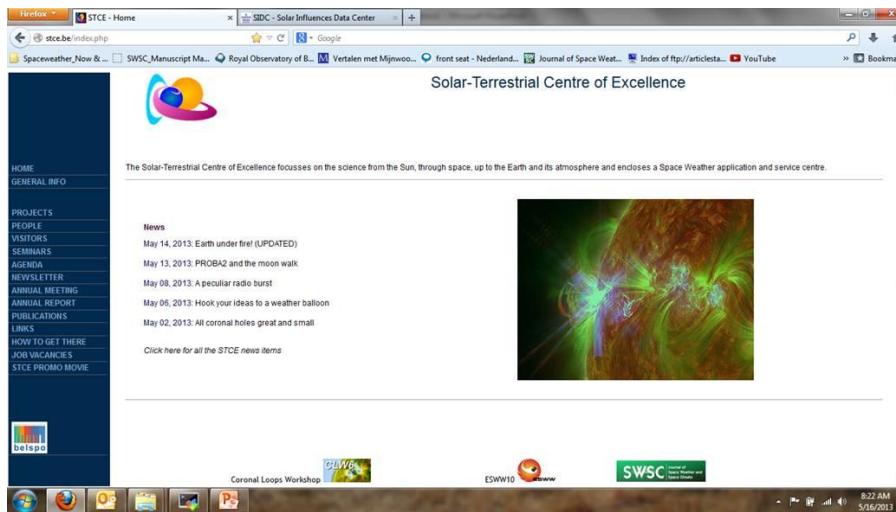 Firefox
STCE - Home
SIDC - Solar Influences Data Center
stce.be/index.php
Google
Spaceweather_Now & ...
SWSC_Manuscript Ma...
Royal Observatory of B...
Vertalen met Mijnwoo...
front seat - Nederland...
Journal of Space Weat...
Index of ftp://articlesta...
YouTube
Bookma
Solar-Terrestrial Centre of Excellence
The Solar-Terrestrial Centre of Excellence focusses on the science from the Sun, through space, up to the Earth and its atmosphere and encloses a Space Weather application and service centre.
HOME
GENERAL INFO
PROJECTS
PEOPLE
VISITORS
SEMINARS
AGENDA
NEWSLETTER
ANNUAL MEETING
ANNUAL REPORT
PUBLICATIONS
LINKS
HOW TO GET THERE
JOB VACANCIES
STCE PROMO MOVIE
belspo
News
May 14, 2013: Earth under fire! (UPDATED)
May 13, 2013: PROBA2 and the moon walk
May 08, 2013: A peculiar radio burst
May 06, 2013: Hook your ideas to a weather balloon
May 02, 2013: All coronal holes great and small
Click here for all the STCE news items
Coronal Loops Workshop
CLW6
ESWW10
esww
SWSC
Journal of
Space Weather and
Space Climate
8:22 AM
5/16/2013